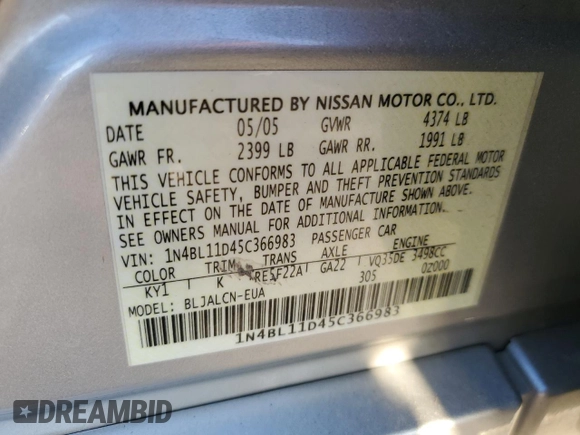 MANUFACTURED BY NISSAN MOTOR CO., LTD.
DATE 05/05 GVWR 4374 LB
GAWR FR. 2399 LB GAWR RR. 1991 LB
THIS VEHICLE CONFORMS TO ALL APPLICABLE FEDERAL MOTOR
VEHICLE SAFETY, BUMPER AND THEFT PREVENTION STANDARDS
IN EFFECT ON THE DATE OF MANUFACTURE SHOWN ABOVE.
SEE OWNERS MANUAL FOR ADDITIONAL INFORMATION.
VIN: 1N4BL11D45C366983 PASSENGER CAR
COLOR TRIM TRANS AXLE ENGINE
KY1 K RE5F22A GA22 VQ35DE 3498CC
MODEL: BLJALCN-EUA 305 0Z000
1N4BL11D45C366983
DREAMBID